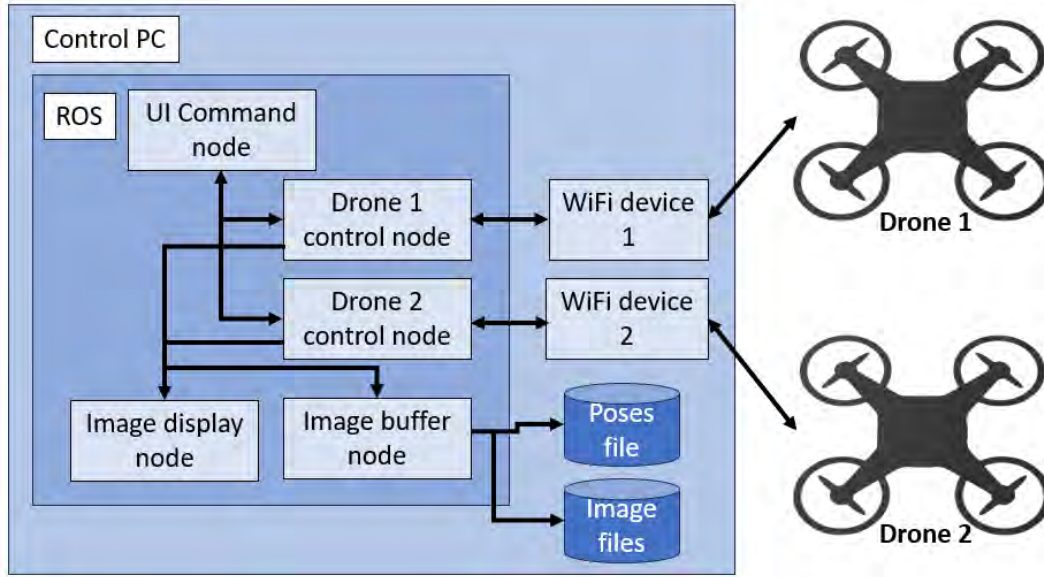 Control PC
ROS
UI Command
node
Drone 1
control node
WiFi device
1
Drone 1
Drone 2
control node
WiFi device
2
Image display
node
Image buffer
node
Poses
file
Image
files
Drone 2